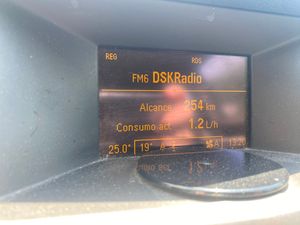 REG RDS
FM6 DSKRadio
Alcance 254 km
Consumo act. 1.2 L/h
25.0° 19° A 13:20